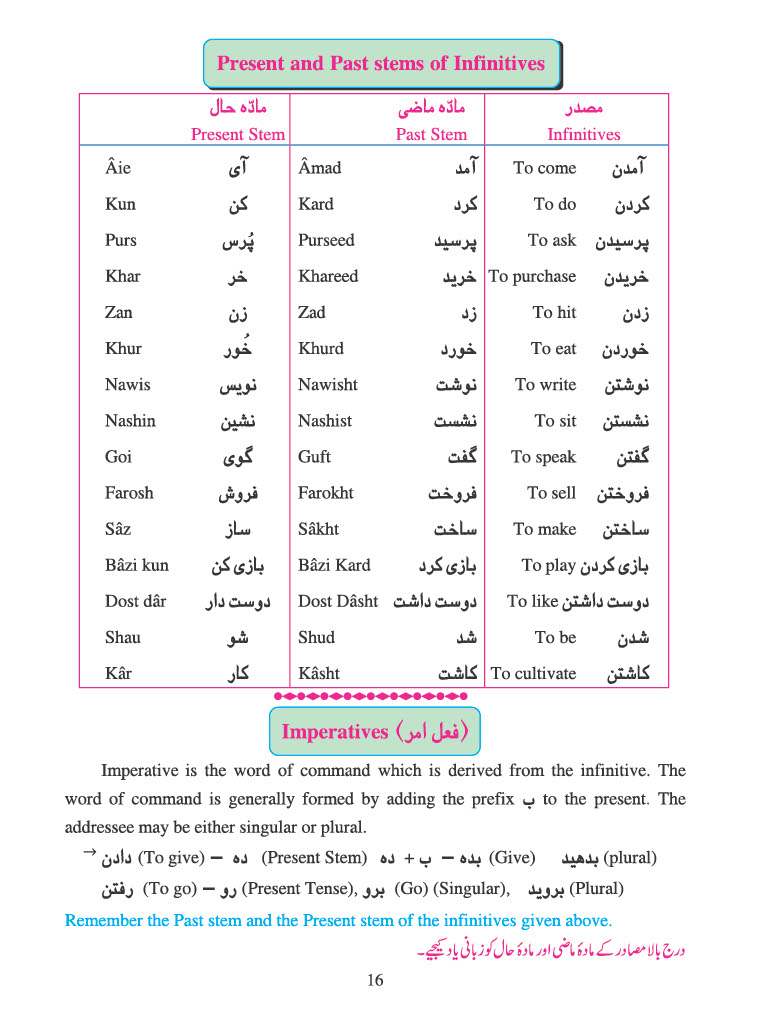 Present and Past stems of Infinitives
مادّہ حال مادّہ ماضی مصدر
Present Stem Past Stem Infinitives
Âie آی Âmad آمد To come آمدن
Kun کن Kard کرد To do کردن
Purs پُرس Purseed پرسید To ask پرسیدن
Khar خر Khareed خرید To purchase خریدن
Zan زن Zad زد To hit زدن
Khur خُور Khurd خورد To eat خوردن
Nawis نویس Nawisht نوشت To write نوشتن
Nashin نشین Nashist نشست To sit نشستن
Goi گوی Guft گفت To speak گفتن
Farosh فروش Farokht فروخت To sell فروختن
Sâz ساز Sâkht ساخت To make ساختن
Bâzi kun بازی کن Bâzi Kard بازی کرد To play بازی کردن
Dost dâr دوست دار Dost Dâsht دوست داشت To like دوست داشتن
Shau شو Shud شد To be شدن
Kâr کار Kâsht کاشت To cultivate کاشتن
Imperatives (فعل امر)
Imperative is the word of command which is derived from the infinitive. The
word of command is generally formed by adding the prefix ب to the present. The
addressee may be either singular or plural.
→ دادن (To give) – ده (Present Stem) ده + ب – بده (Give) بدهید (plural)
رفتن (To go) – رو (Present Tense), برو (Go) (Singular), بروید (Plural)
Remember the Past stem and the Present stem of the infinitives given above.
درج بالا مصادر کے مادۂ ماضی اور مادۂ حال کو زبانی یاد کیجیے۔
16